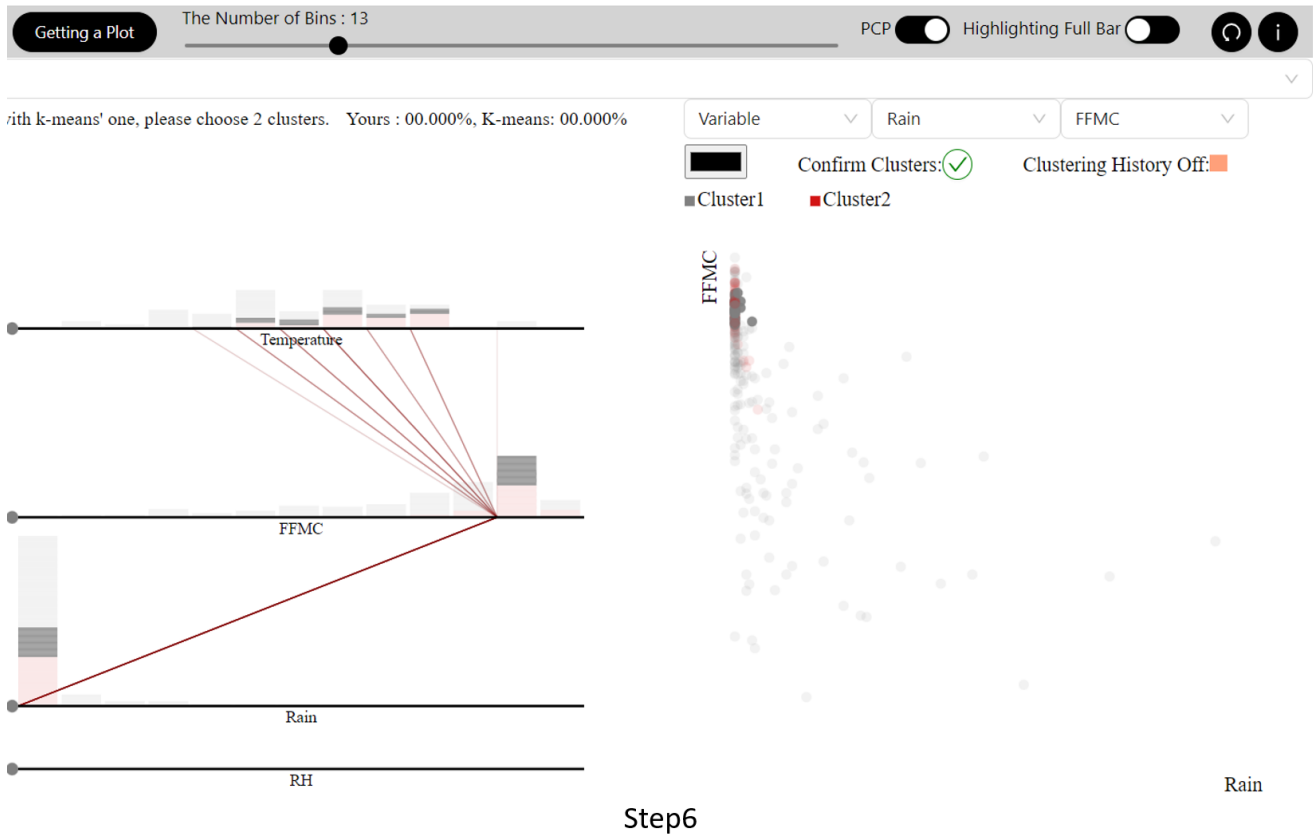 Getting a Plot
The Number of Bins : 13
PCP
Highlighting Full Bar
i
with k-means' one, please choose 2 clusters. Yours : 00.000%, K-means: 00.000%
Variable
Rain
FFMC
Confirm Clusters:
Clustering History Off:
Cluster1
Cluster2
Temperature
FFMC
Rain
RH
FFMC
Rain
Step6